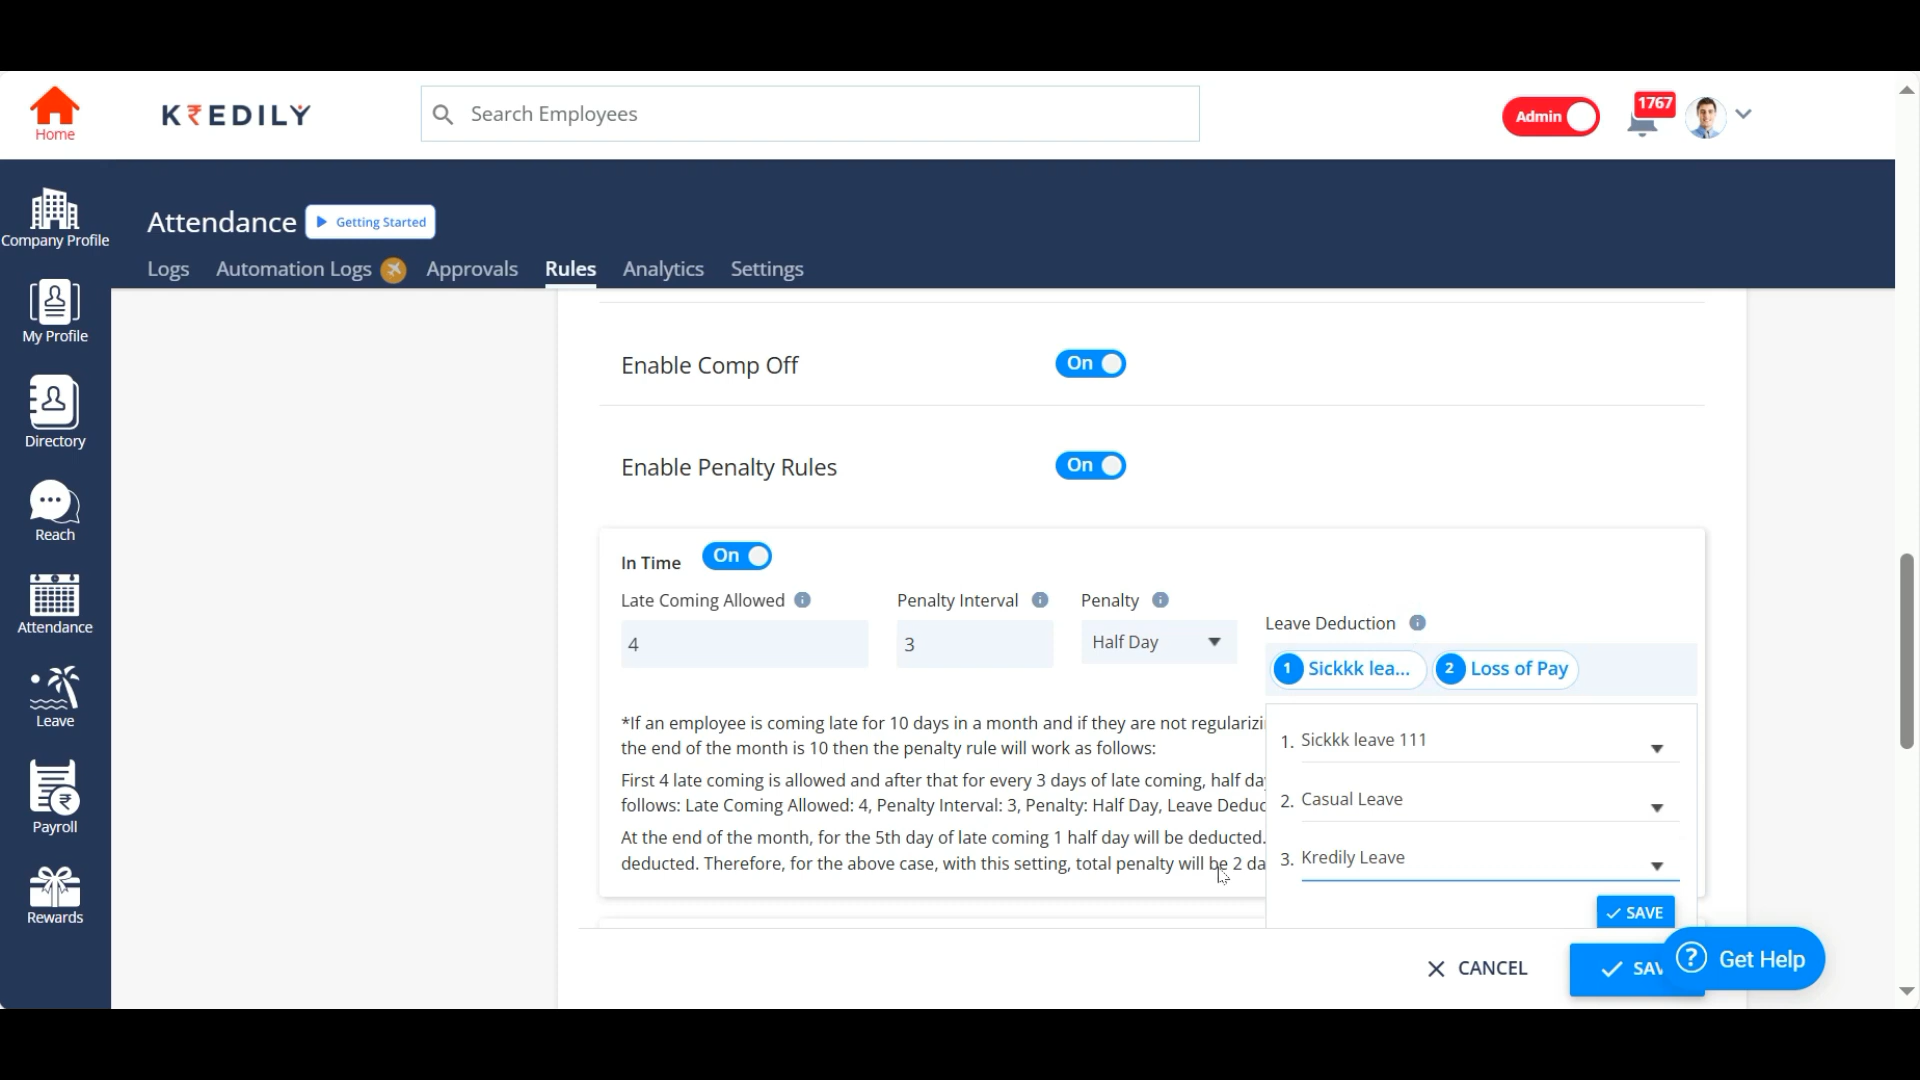 Home
KREDILY
Search Employees
Admin
1767
Company Profile
My Profile
Directory
Reach
Attendance
Leave
Payroll
Rewards
Attendance
Getting Started
Logs
Automation Logs
Approvals
Rules
Analytics
Settings
Enable Comp Off
On
Enable Penalty Rules
On
In Time
On
Late Coming Allowed
Penalty Interval
Penalty
Leave Deduction
4
3
Half Day
1 Sickkk lea...
2 Loss of Pay
*If an employee is coming late for 10 days in a month and if they are not regularizi
the end of the month is 10 then the penalty rule will work as follows:
First 4 late coming is allowed and after that for every 3 days of late coming, half da
follows: Late Coming Allowed: 4, Penalty Interval: 3, Penalty: Half Day, Leave Deduc
At the end of the month, for the 5th day of late coming 1 half day will be deducted.
deducted. Therefore, for the above case, with this setting, total penalty will be 2 da
1. Sickkk leave 111
2. Casual Leave
3. Kredily Leave
SAVE
CANCEL
SAV
? Get Help